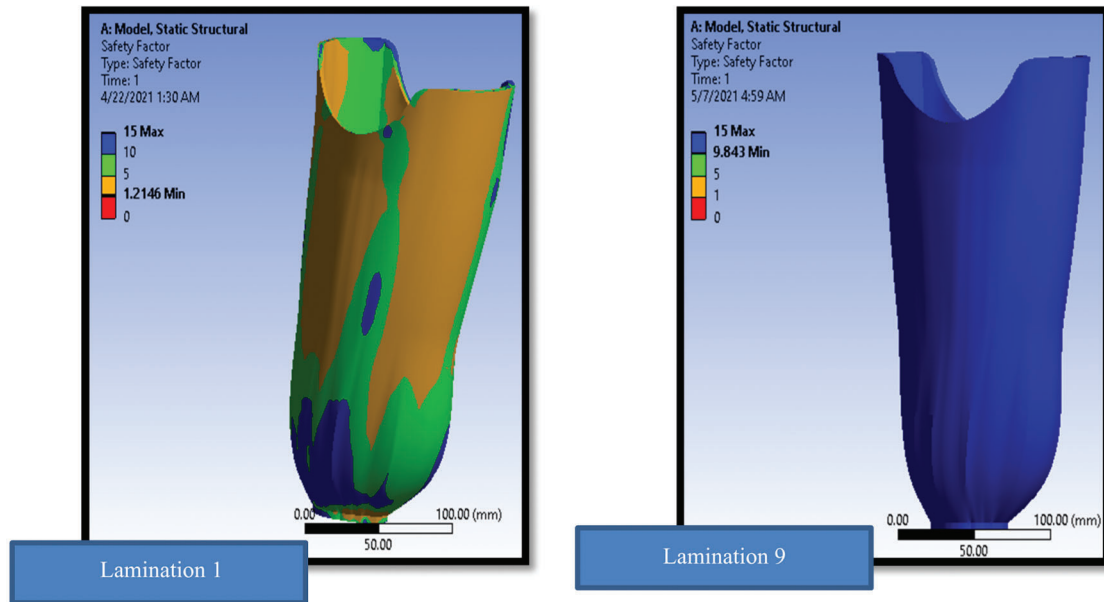 A: Model, Static Structural
Safety Factor
Type: Safety Factor
Time: 1
4/22/2021 1:30 AM
15 Max
10
5
1.2146 Min
0
0.00
100.00 (mm)
50.00
Lamination 1
A: Model, Static Structural
Safety Factor
Type: Safety Factor
Time: 1
5/7/2021 4:59 AM
15 Max
9.843 Min
5
1
0
0.00
100.00 (mm)
50.00
Lamination 9